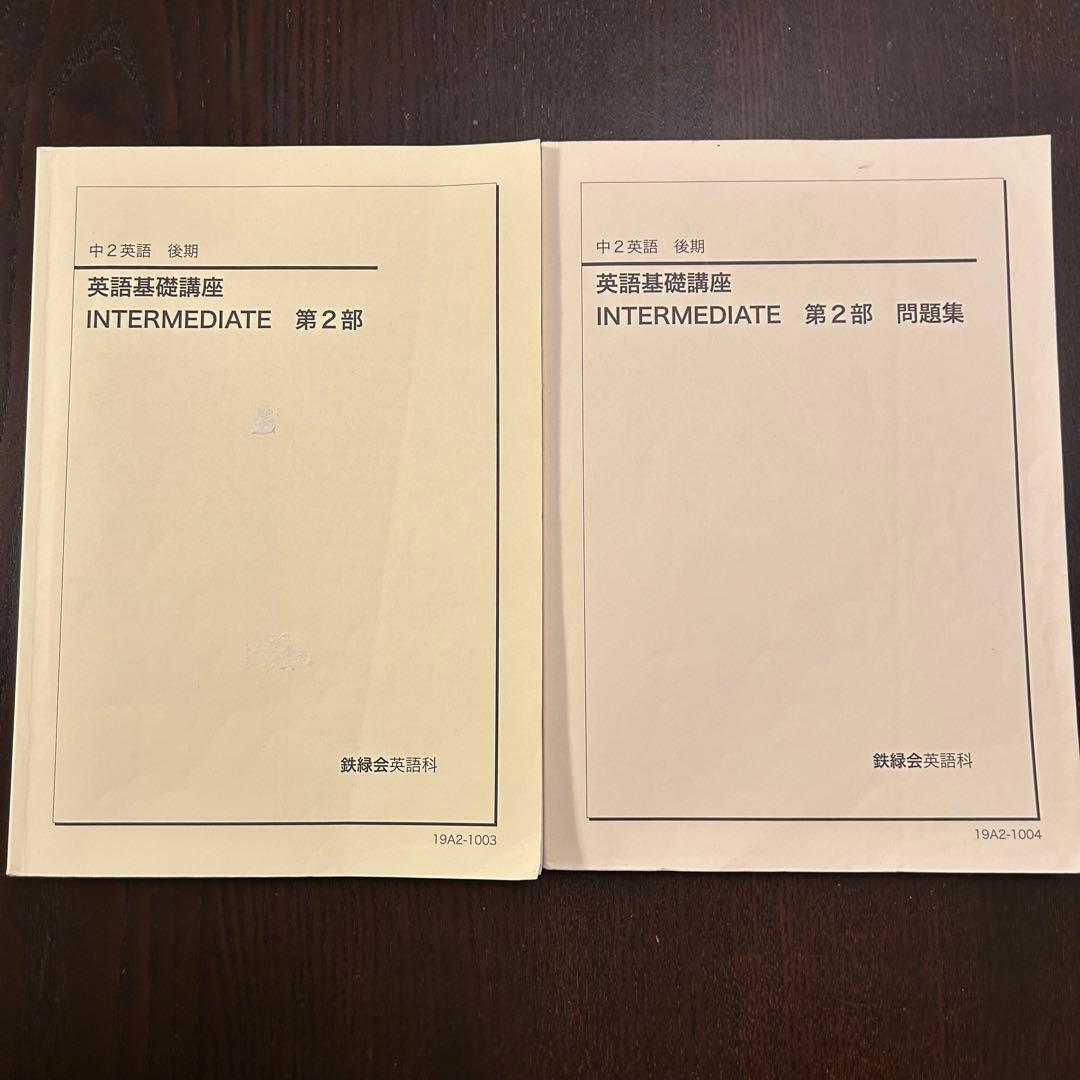 中２英語　後期
英語基礎講座
INTERMEDIATE　第２部
鉄緑会英語科
19A2-1003
中２英語　後期
英語基礎講座
INTERMEDIATE　第２部　問題集
鉄緑会英語科
19A2-1004